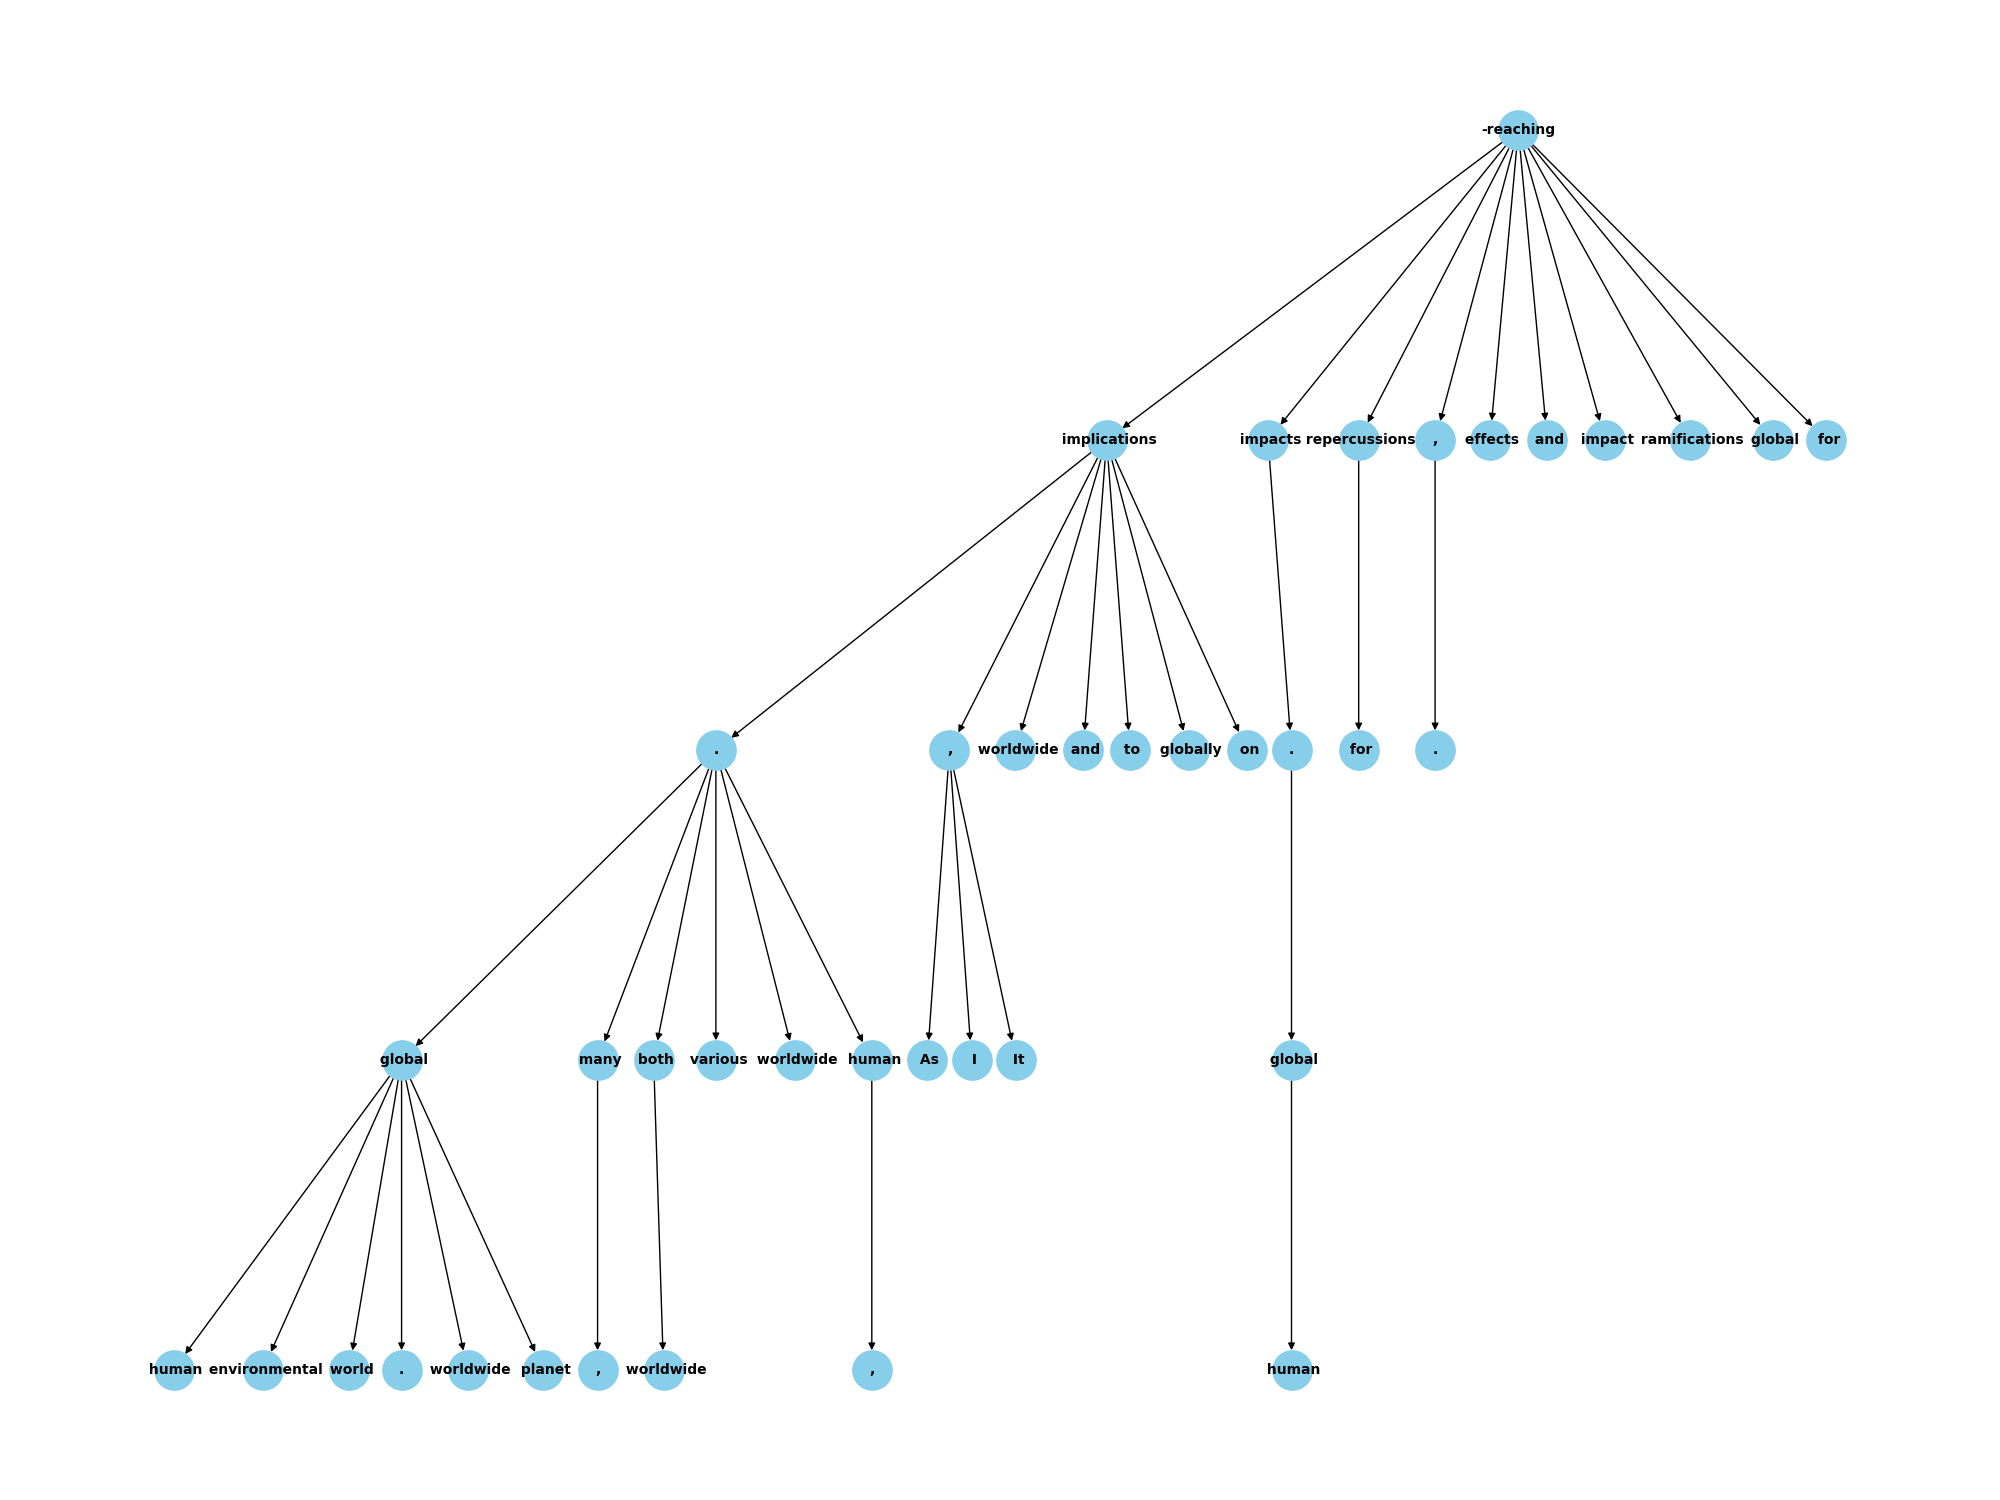 -reaching
implications impacts repercussions , effects and impact ramifications global for
. , worldwide and to globally on . for .
global many both various worldwide human As I It global
human environmental world . worldwide planet , worldwide , human